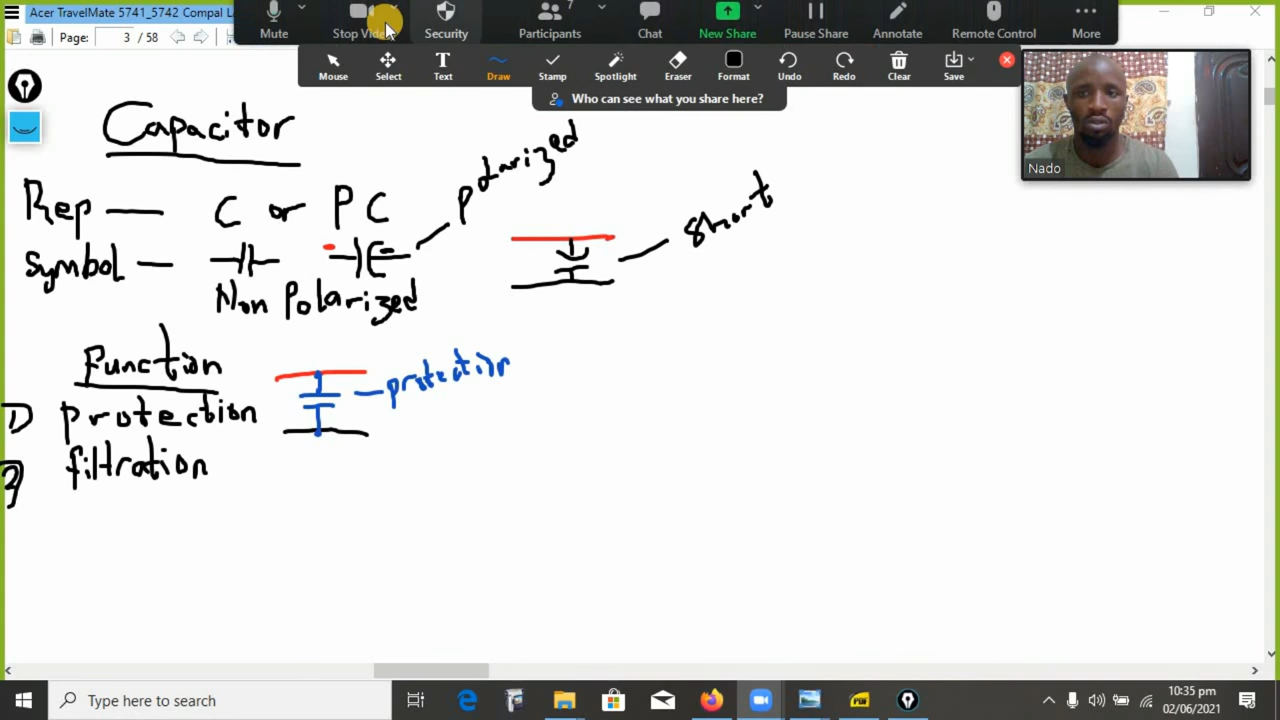 Acer TravelMate 5741_5742 Compal L
Page: 3 / 58
Mute
Stop Video
Security
7
Participants
Chat
New Share
Pause Share
Annotate
Remote Control
More
Mouse
Select
Text
Draw
Stamp
Spotlight
Eraser
Format
Undo
Redo
Clear
Save
Who can see what you share here?
Nado
Capacitor
Rep — C or PC
Polarized
Symbol —
Non Polarized
Short
Function
1) protection
protection
2) filtration
Type here to search
10:35 pm
02/06/2021